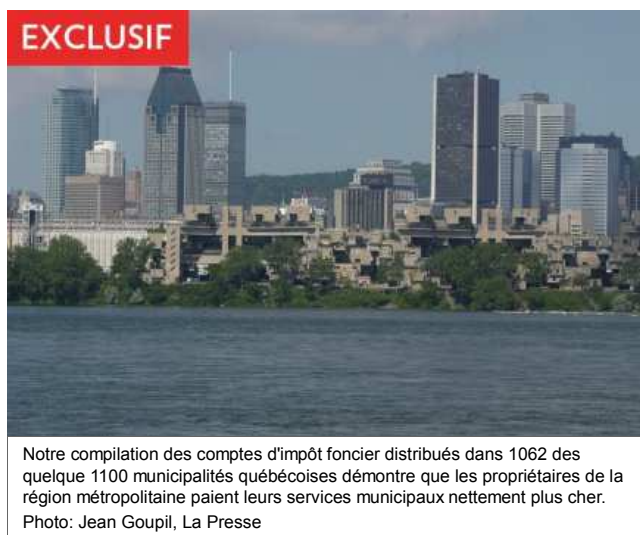 EXCLUSIF
Notre compilation des comptes d'impôt foncier distribués dans 1062 des
quelque 1100 municipalités québécoises démontre que les propriétaires de la
région métropolitaine paient leurs services municipaux nettement plus cher.
Photo: Jean Goupil, La Presse